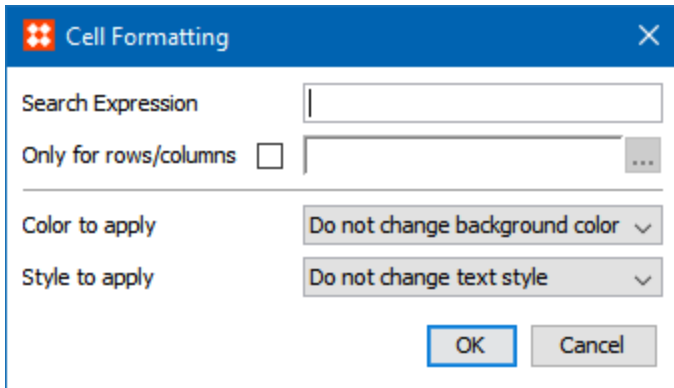 Cell Formatting
Search Expression
Only for rows/columns ...
Color to apply Do not change background color
Style to apply Do not change text style
OK Cancel